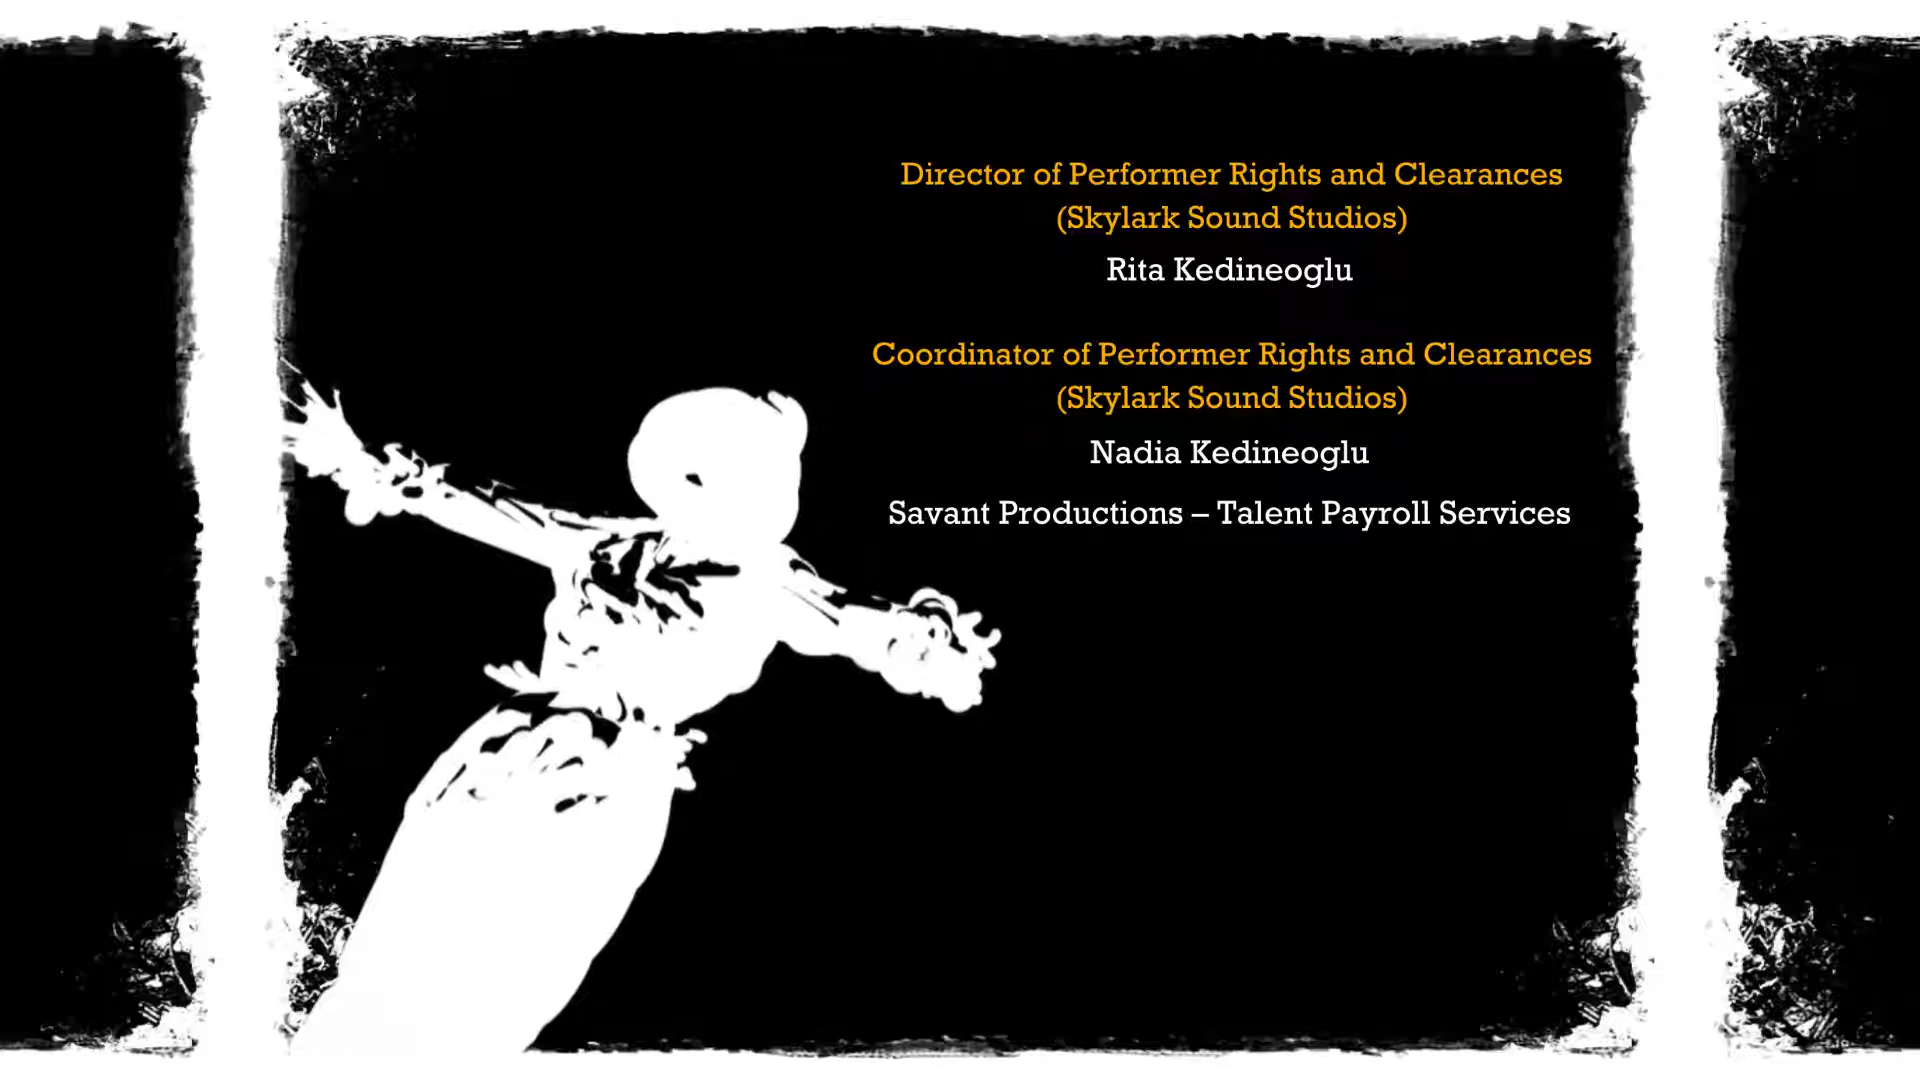 Director of Performer Rights and Clearances
(Skylark Sound Studios)
Rita Kedineoglu
Coordinator of Performer Rights and Clearances
(Skylark Sound Studios)
Nadia Kedineoglu
Savant Productions – Talent Payroll Services